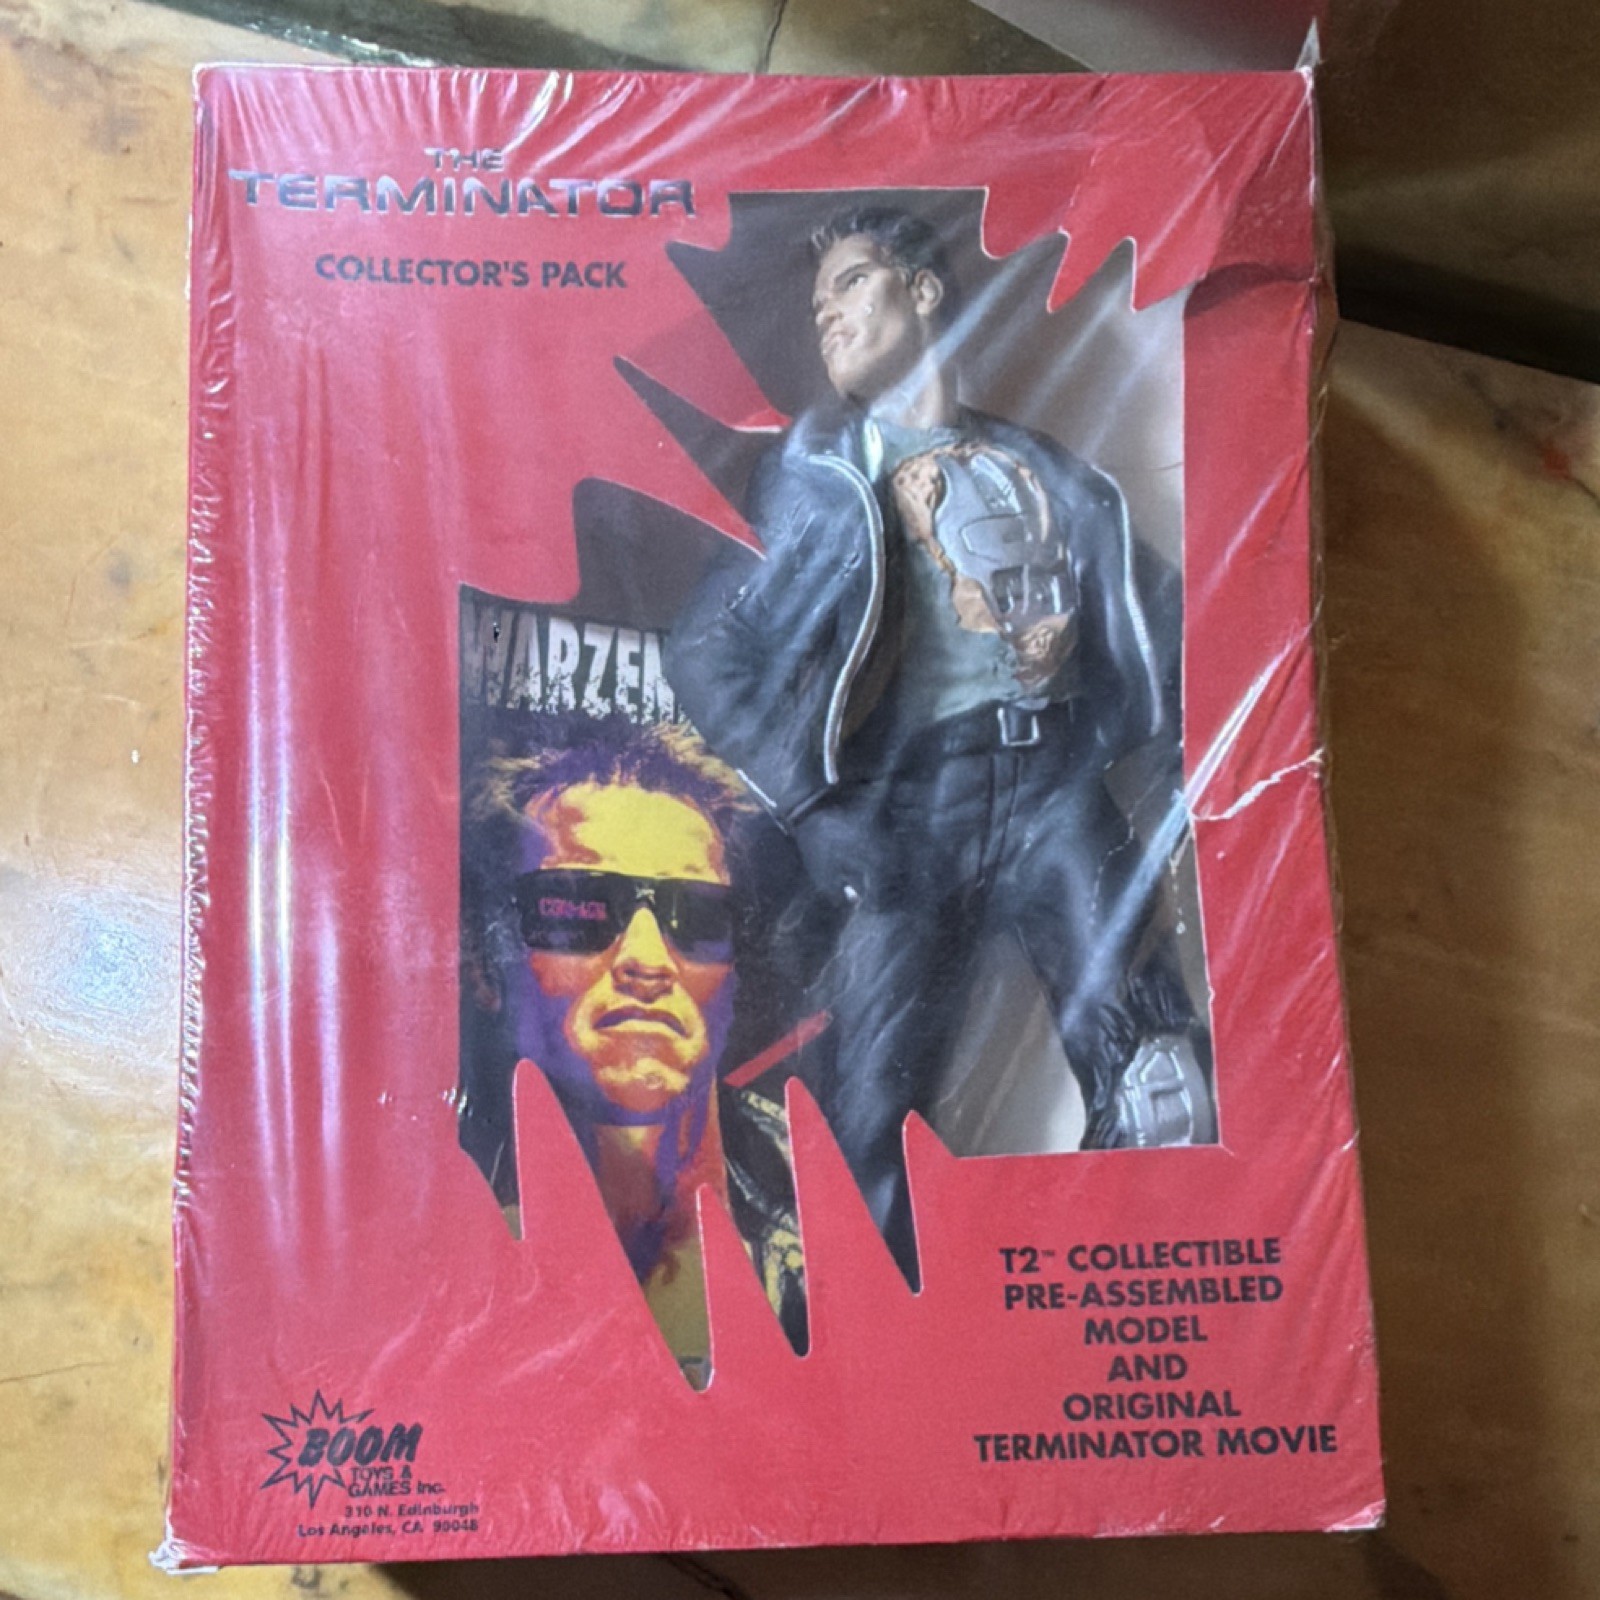 THE
TERMINATOR
COLLECTOR'S PACK
WARZEN
T2™ COLLECTIBLE
PRE-ASSEMBLED
MODEL
AND
ORIGINAL
TERMINATOR MOVIE
BOOM
TOYS &
GAMES Inc.
310 N. Edinburgh
Los Angeles, CA 90048